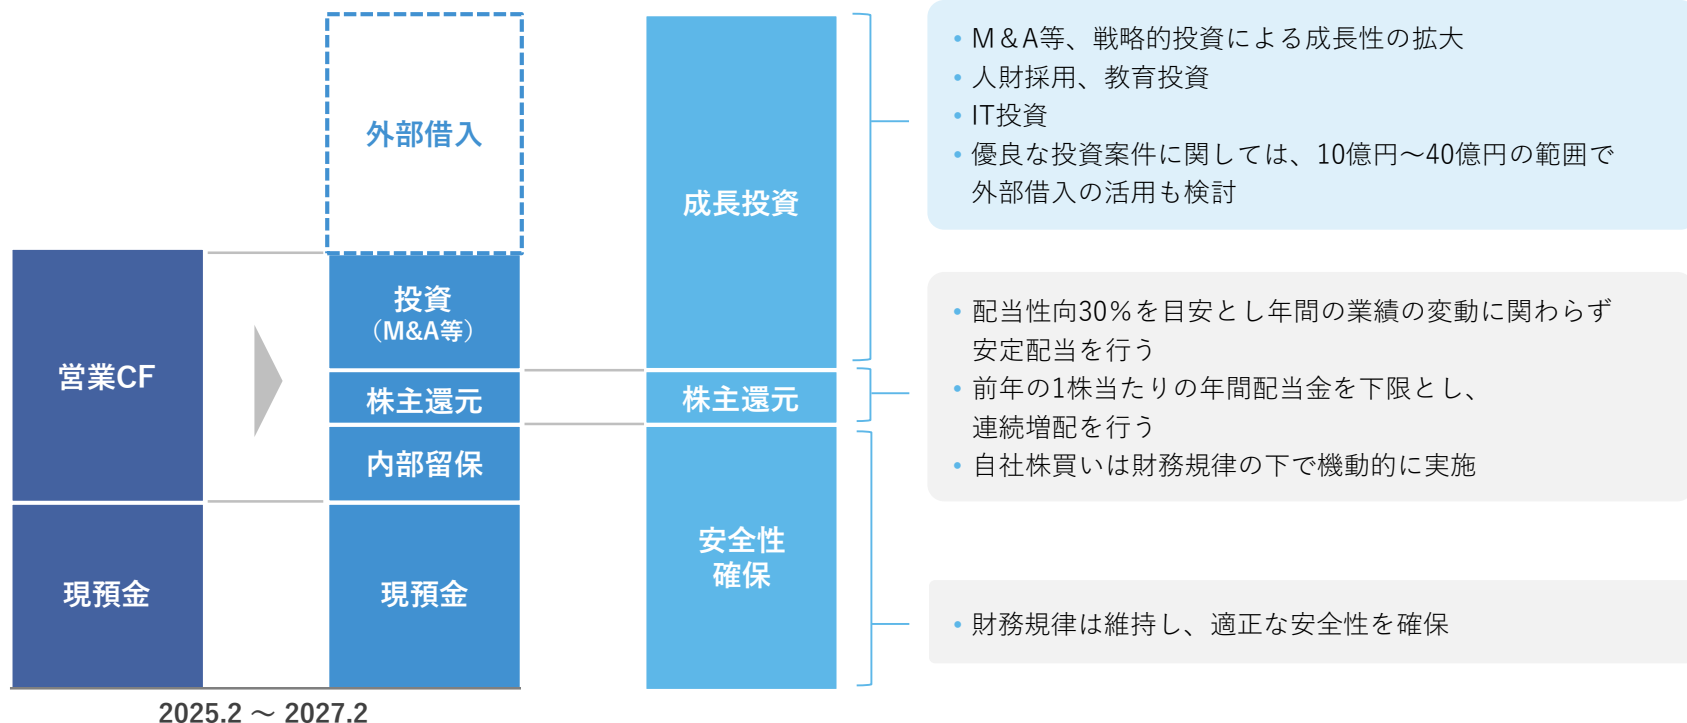 外部借入
営業CF
投資
（M&A等）
株主還元
内部留保
現預金
現預金
2025.2 ～ 2027.2
成長投資
株主還元
安全性
確保
• M＆A等、戦略的投資による成長性の拡大
• 人財採用、教育投資
• IT投資
• 優良な投資案件に関しては、10億円～40億円の範囲で
外部借入の活用も検討
• 配当性向30％を目安とし年間の業績の変動に関わらず
安定配当を行う
• 前年の1株当たりの年間配当金を下限とし、
連続増配を行う
• 自社株買いは財務規律の下で機動的に実施
• 財務規律は維持し、適正な安全性を確保